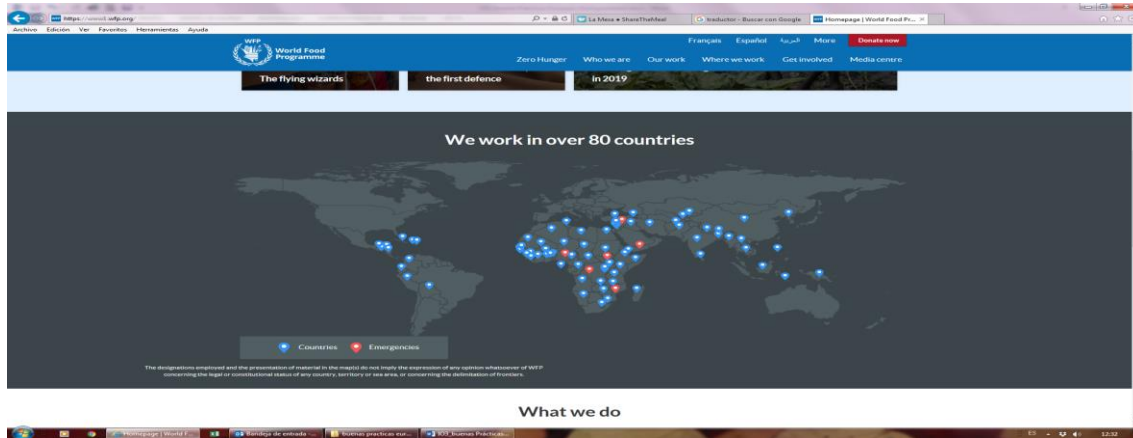 https://www1.wfp.org/
La Mesa • ShareTheMeal
traductor - Buscar con Google
Homepage | World Food Pr...
Archivo Edición Ver Favoritos Herramientas Ayuda
WFP
World Food
Programme
Français Español العربية More Donate now
Zero Hunger Who we are Our work Where we work Get involved Media centre
The flying wizards
the first defence
in 2019
We work in over 80 countries
Countries Emergencies
The designations employed and the presentation of material in the map(s) do not imply the expression of any opinion whatsoever of WFP
concerning the legal or constitutional status of any country, territory or sea area, or concerning the delimitation of frontiers.
What we do
Homepage | World F...
Bandeja de entrada -...
buenas practicas eur...
IO3_buenas Prácticas...
ES
12:32